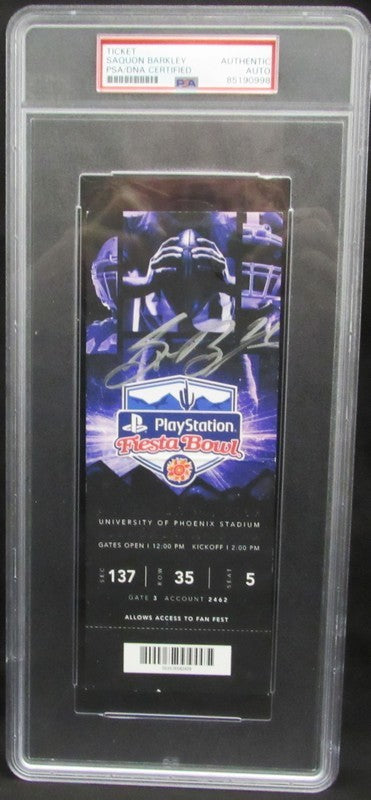 TICKET
SAQUON BARKLEY AUTHENTIC
PSA/DNA CERTIFIED AUTO
PSA 85190998
PlayStation
Fiesta Bowl
UNIVERSITY OF PHOENIX STADIUM
GATES OPEN | 12:00 PM KICKOFF | 2:00 PM
SEC 137 | ROW 35 | SEAT 5
GATE 3 ACCOUNT 2462
ALLOWS ACCESS TO FAN FEST